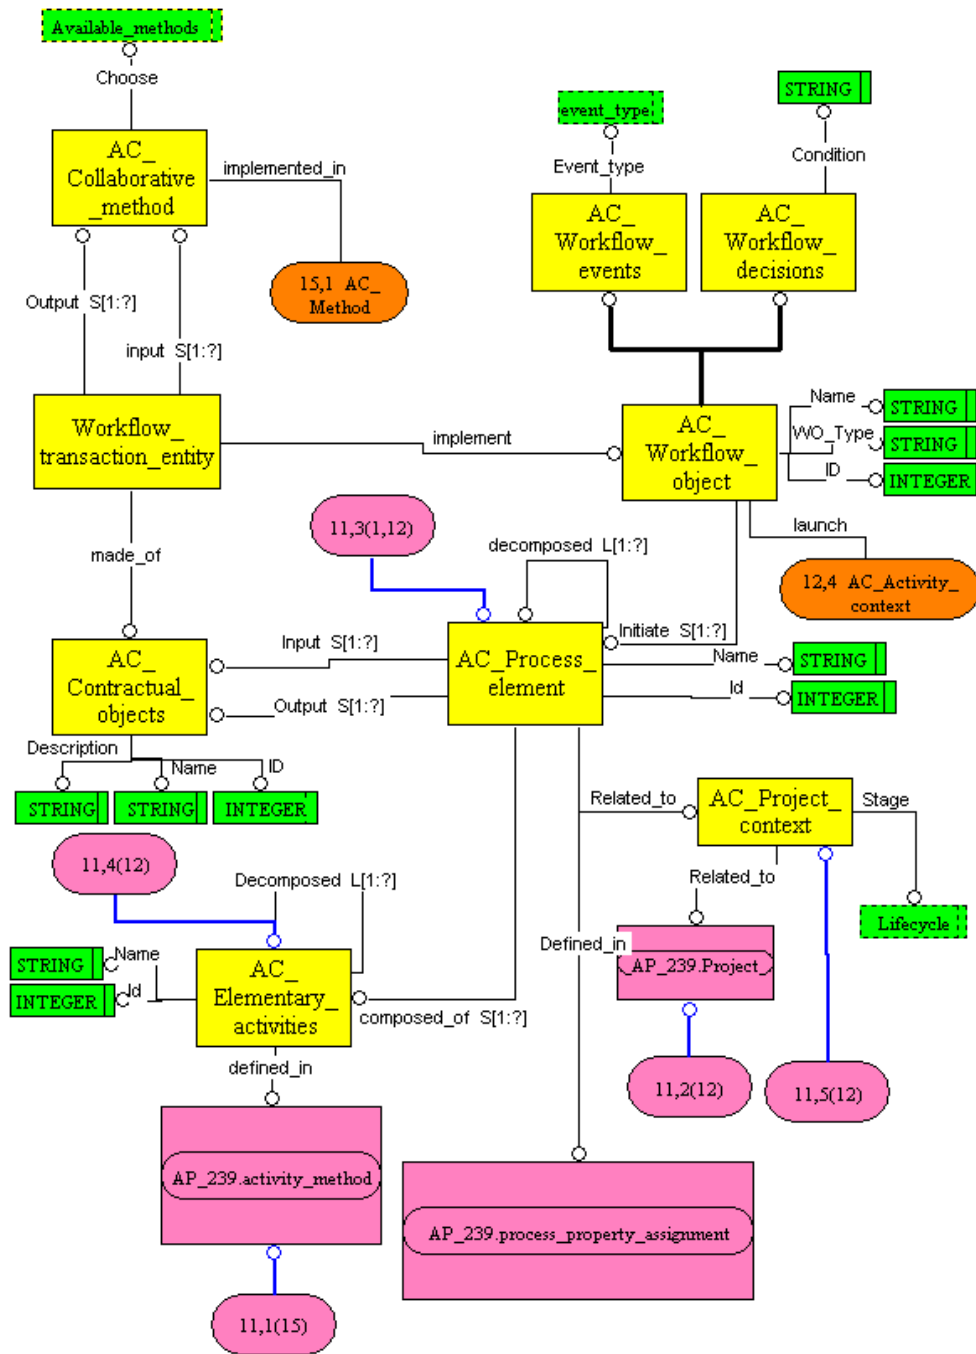 Available_methods
Choose
AC_
Collaborative
_method
implemented_in
15,1 AC_
Method
Output S[1:?]
input S[1:?]
event_type
Event_type
STRING
Condition
AC_
Workflow_
events
AC_
Workflow_
decisions
Workflow_
transaction_entity
implement
AC_
Workflow_
object
Name
STRING
WO_Type
STRING
ID
INTEGER
launch
12,4 AC_Activity_
context
made_of
11,3(1,12)
decomposed L[1:?]
Initiate S[1:?]
AC_
Contractual
_objects
Input S[1:?]
Output S[1:?]
AC_Process_
element
Name
STRING
Id
INTEGER
Description
Name
ID
STRING
STRING
INTEGER
Related_to
AC_Project_
context
Stage
Lifecycle
11,4(12)
Decomposed L[1:?]
Related_to
Defined_in
AP_239.Project
Name
STRING
Id
INTEGER
AC_
Elementary_
activities
composed_of S[1:?]
defined_in
11,2(12)
11,5(12)
AP_239.activity_method
AP_239.process_property_assignment
11,1(15)